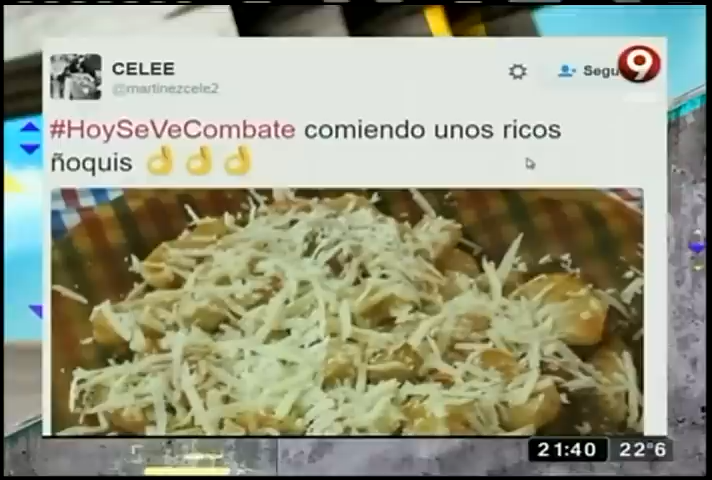 CELEE
@martinezcele2
Segu
9
#HoySeVeCombate comiendo unos ricos
ñoquis 👌👌👌
21:40 22°6